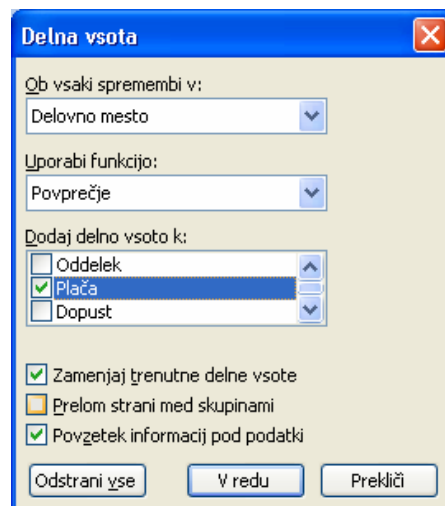 Delna vsota
Ob vsaki spremembi v:
Delovno mesto
Uporabi funkcijo:
Povprečje
Dodaj delno vsoto k:
Oddelek
Plača
Dopust
Zamenjaj trenutne delne vsote
Prelom strani med skupinami
Povzetek informacij pod podatki
Odstrani vse V redu Prekliči